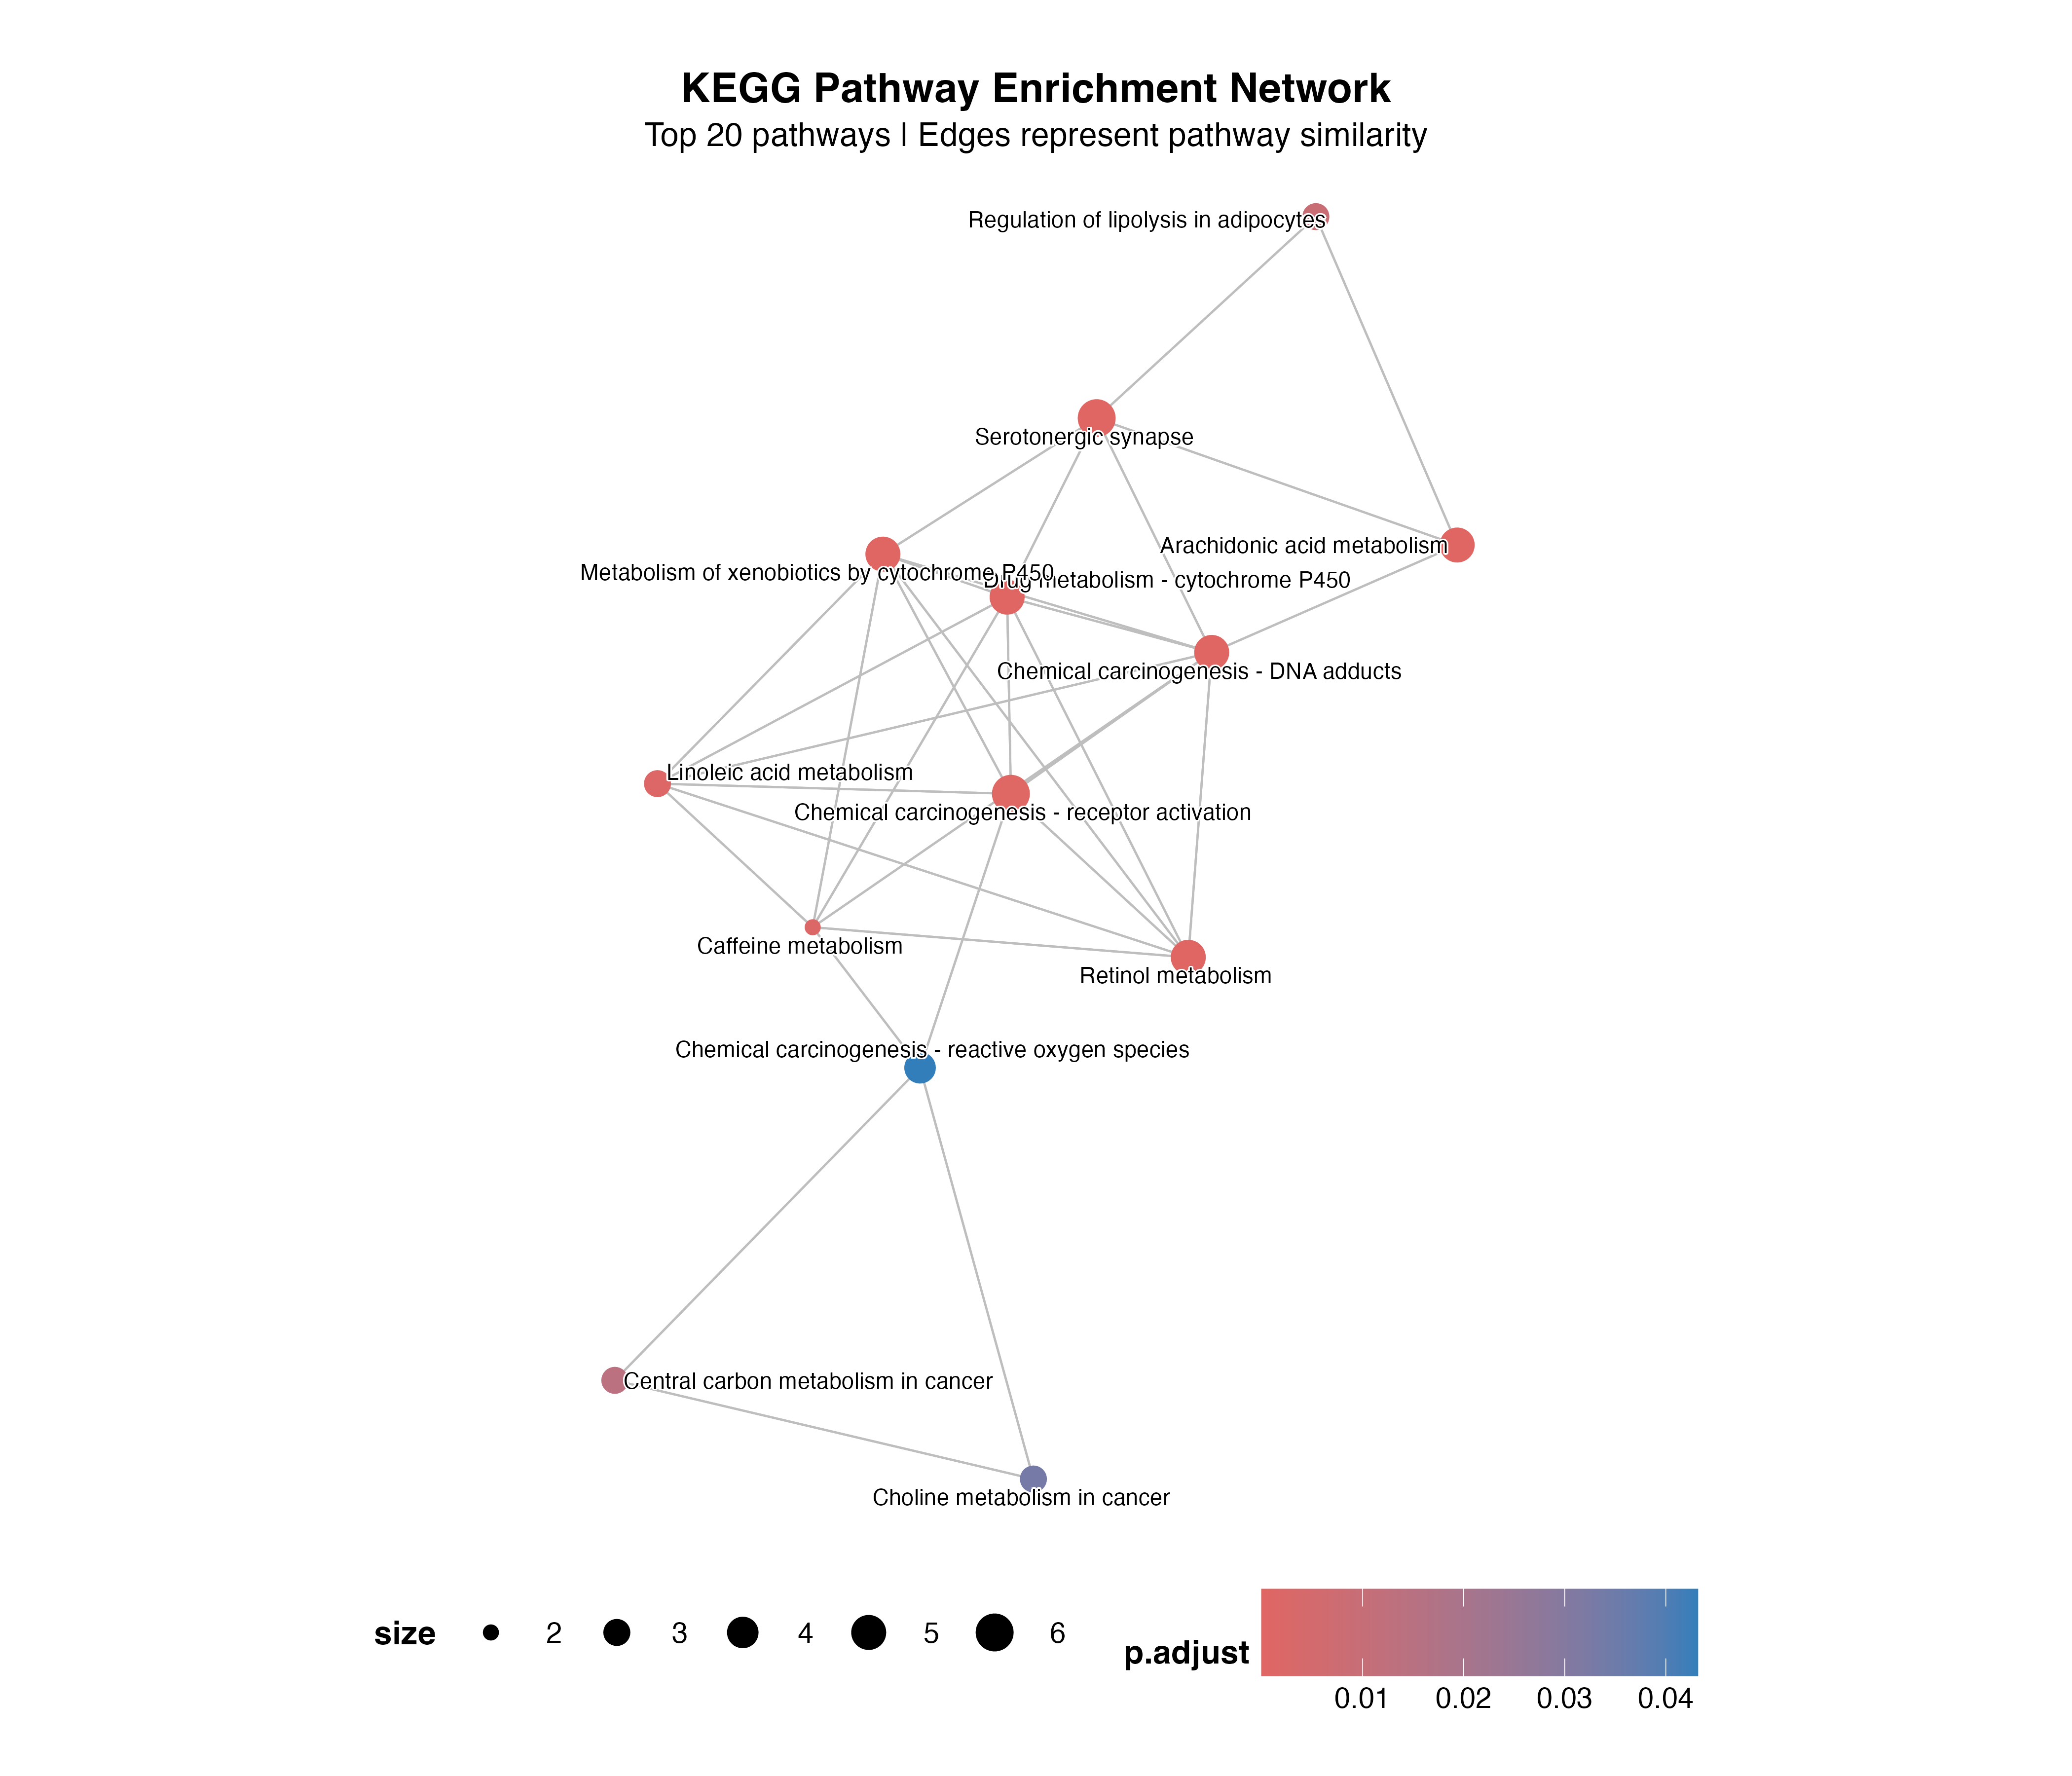 KEGG Pathway Enrichment Network
Top 20 pathways | Edges represent pathway similarity
Regulation of lipolysis in adipocytes
Serotonergic synapse
Arachidonic acid metabolism
Metabolism of xenobiotics by cytochrome P450
Drug metabolism - cytochrome P450
Chemical carcinogenesis - DNA adducts
Linoleic acid metabolism
Chemical carcinogenesis - receptor activation
Caffeine metabolism
Retinol metabolism
Chemical carcinogenesis - reactive oxygen species
Central carbon metabolism in cancer
Choline metabolism in cancer
size 2 3 4 5 6
p.adjust
0.01 0.02 0.03 0.04